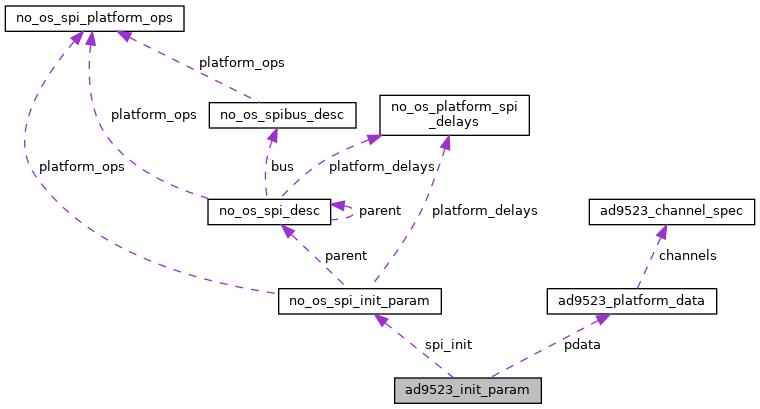 no_os_spi_platform_ops
platform_ops
no_os_spibus_desc
no_os_platform_spi
_delays
platform_ops
platform_ops
bus
platform_delays
no_os_spi_desc
parent
platform_delays
ad9523_channel_spec
parent
channels
no_os_spi_init_param
ad9523_platform_data
spi_init
pdata
ad9523_init_param